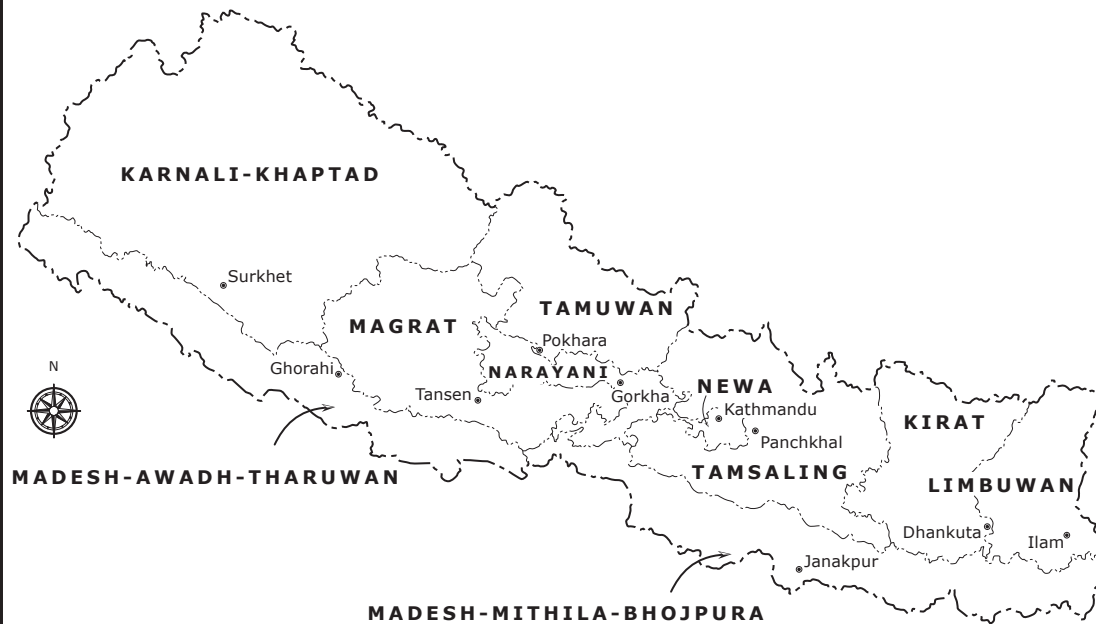 KARNALI-KHAPTAD
Surkhet
TAMUWAN
MAGRAT
Pokhara
Ghorahi
NARAYANI
N
Tansen
Gorkha
NEWA
Kathmandu
KIRAT
Panchkhal
MADESH-AWADH-THARUWAN
TAMSALING
LIMBUWAN
Dhankuta
Ilam
Janakpur
MADESH-MITHILA-BHOJPURA